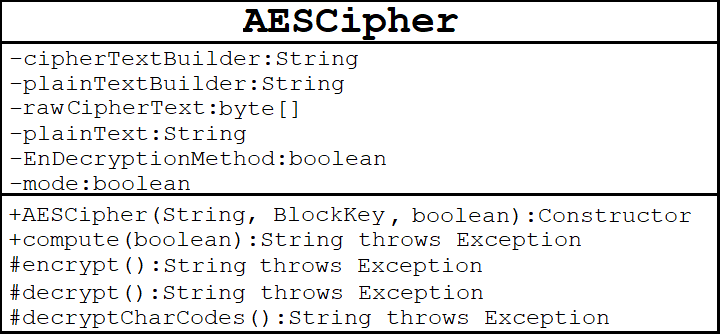 AESCipher
-cipherTextBuilder:String
-plainTextBuilder:String
-rawCipherText:byte[]
-plainText:String
-EnDecryptionMethod:boolean
-mode:boolean
+AESCipher(String, BlockKey, boolean):Constructor
+compute(boolean):String throws Exception
#encrypt():String throws Exception
#decrypt():String throws Exception
#decryptCharCodes():String throws Exception